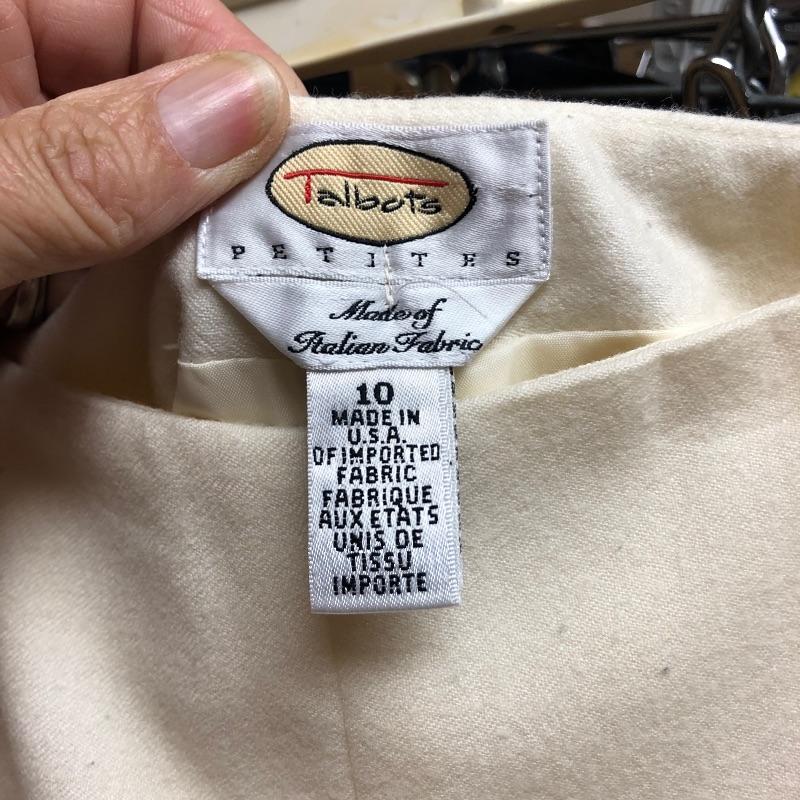 Talbots
PETITES
Made of
Italian Fabric
10
MADE IN
U.S.A.
OF IMPORTED
FABRIC
FABRIQUE
AUX ETATS
UNIS DE
TISSU
IMPORTE